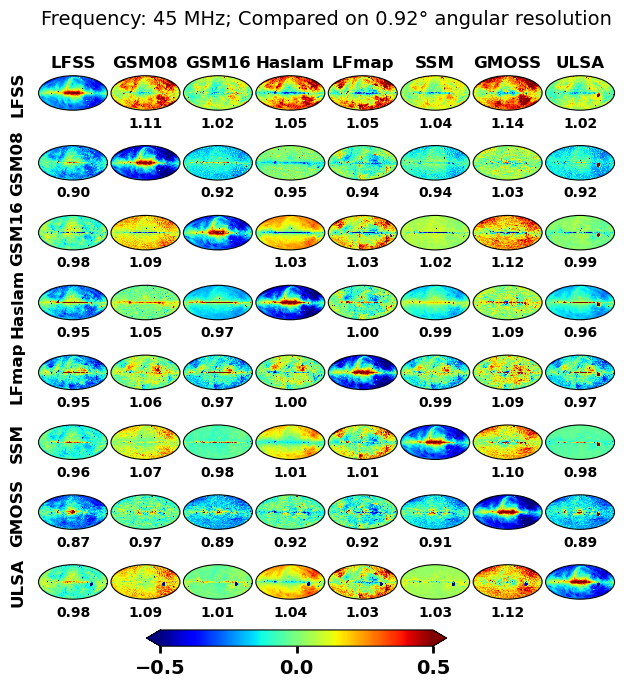 Frequency: 45 MHz; Compared on 0.92° angular resolution
LFSS GSM08 GSM16 Haslam LFmap SSM GMOSS ULSA
LFSS
1.11 1.02 1.05 1.05 1.04 1.14 1.02
GSM08
0.90 0.92 0.95 0.94 0.94 1.03 0.92
GSM16
0.98 1.09 1.03 1.03 1.02 1.12 0.99
Haslam
0.95 1.05 0.97 1.00 0.99 1.09 0.96
LFmap
0.95 1.06 0.97 1.00 0.99 1.09 0.97
SSM
0.96 1.07 0.98 1.01 1.01 1.10 0.98
GMOSS
0.87 0.97 0.89 0.92 0.92 0.91 0.89
ULSA
0.98 1.09 1.01 1.04 1.03 1.03 1.12
−0.5 0.0 0.5